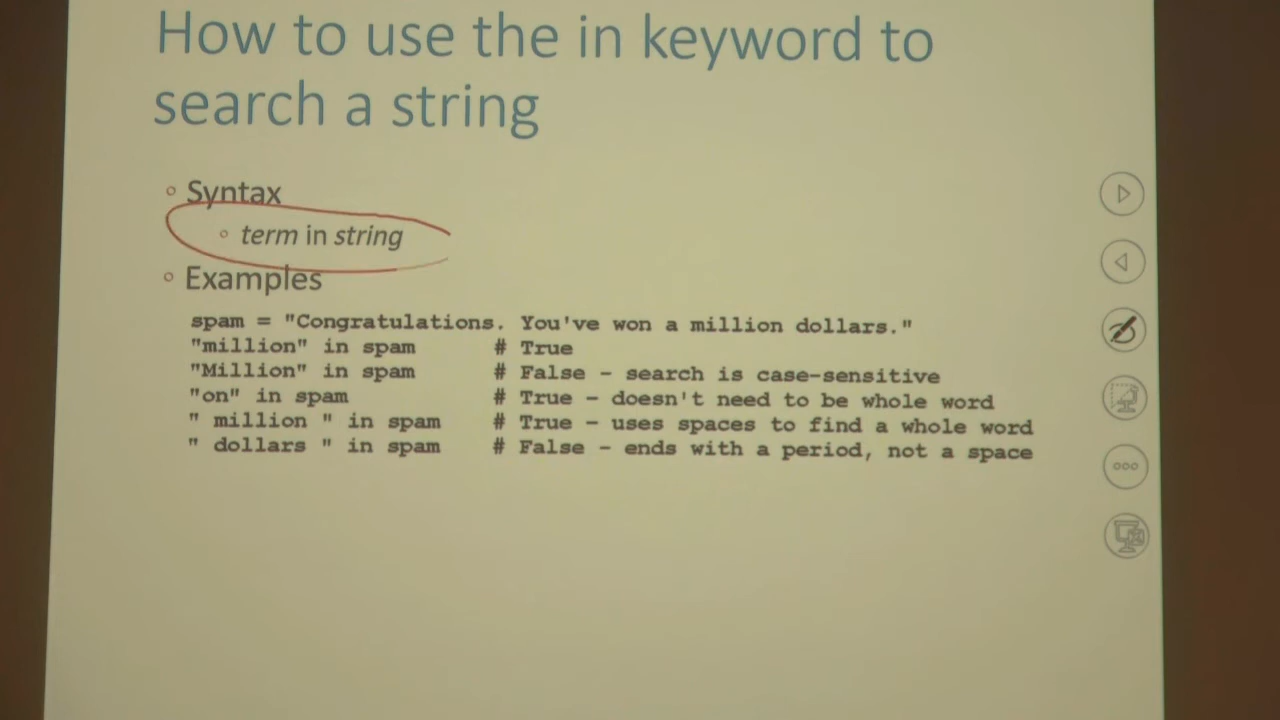 How to use the in keyword to
search a string
Syntax
term in string
Examples
spam = "Congratulations. You've won a million dollars."
"million" in spam # True
"Million" in spam # False - search is case-sensitive
"on" in spam # True - doesn't need to be whole word
" million " in spam # True - uses spaces to find a whole word
" dollars " in spam # False - ends with a period, not a space